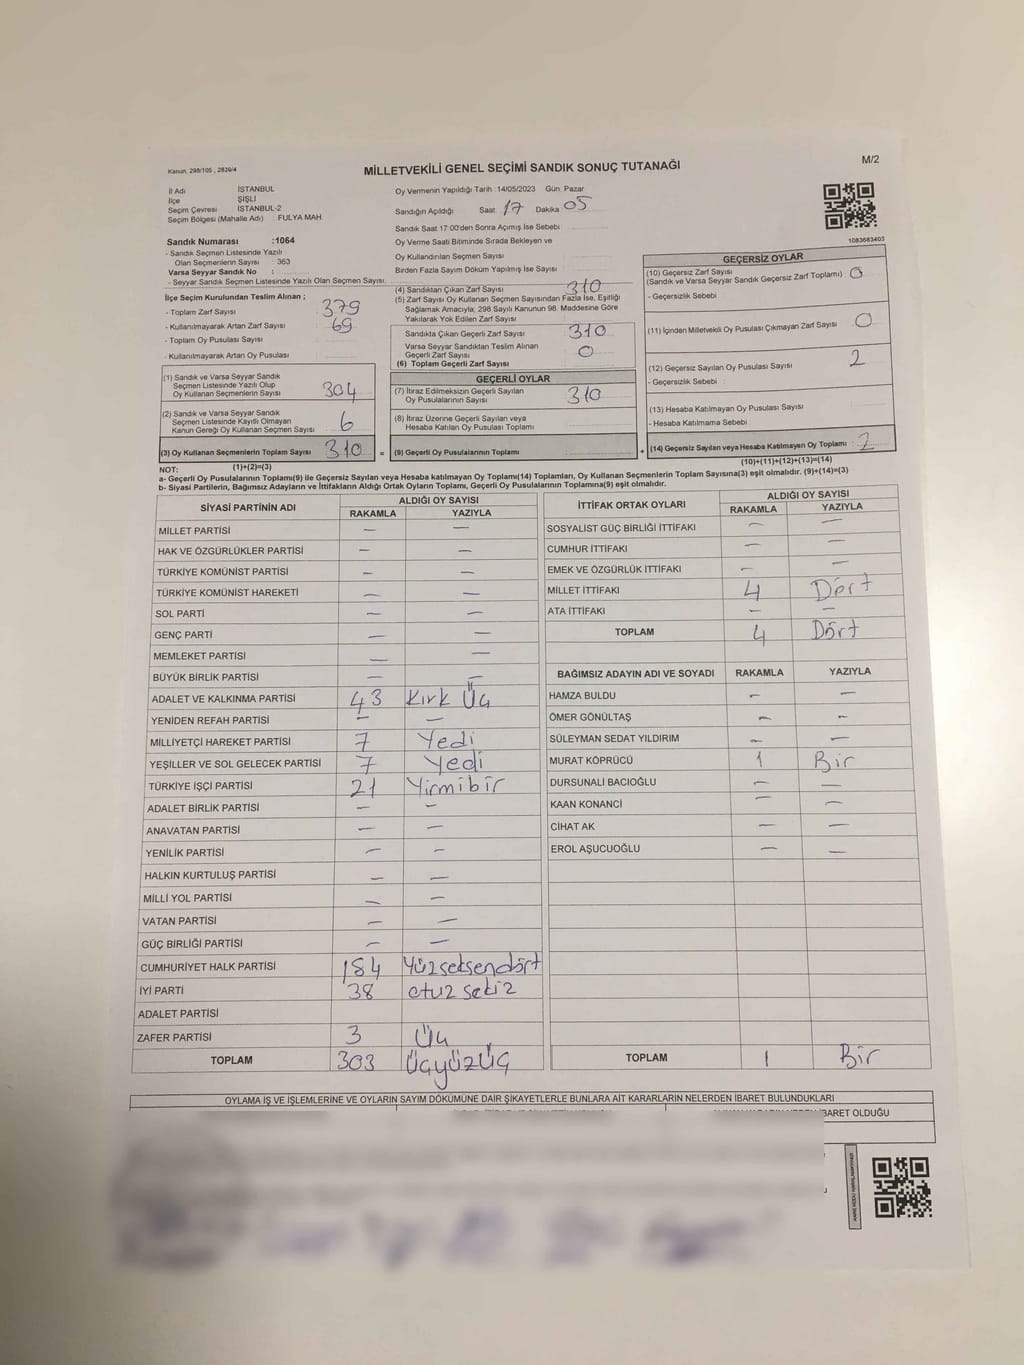 Kanun: 298/105 , 2839/4
MİLLETVEKİLİ GENEL SEÇİMİ SANDIK SONUÇ TUTANAĞI
M/2
İl Adı İSTANBUL
İlçe ŞİŞLİ
Seçim Çevresi İSTANBUL-2
Seçim Bölgesi (Mahalle Adı) FULYA MAH.
Sandık Numarası :1064
- Sandık Seçmen Listesinde Yazılı
Olan Seçmenlerin Sayısı : 363
Varsa Seyyar Sandık No :
- Seyyar Sandık Seçmen Listesinde Yazılı Olan Seçmen Sayısı:
İlçe Seçim Kurulundan Teslim Alınan ;
- Toplam Zarf Sayısı 379
- Kullanılmayarak Artan Zarf Sayısı 69
- Toplam Oy Pusulası Sayısı
- Kullanılmayarak Artan Oy Pusulası
(1) Sandık ve Varsa Seyyar Sandık
Seçmen Listesinde Yazılı Olup
Oy Kullanan Seçmenlerin Sayısı 304
(2) Sandık ve Varsa Seyyar Sandık
Seçmen Listesinde Kayıtlı Olmayan
Kanun Gereği Oy Kullanan Seçmen Sayısı 6
(3) Oy Kullanan Seçmenlerin Toplam Sayısı 310 =
(1)+(2)=(3)
Oy Vermenin Yapıldığı Tarih :14/05/2023 Gün: Pazar
Sandığın Açıldığı Saat 17 Dakika 05
Sandık Saat 17:00'den Sonra Açımış İse Sebebi
Oy Verme Saati Bitiminde Sırada Bekleyen ve
Oy Kullandırılan Seçmen Sayısı
Birden Fazla Sayım Döküm Yapılmış İse Sayısı
(4) Sandıktan Çıkan Zarf Sayısı 310
(5) Zarf Sayısı Oy Kullanan Seçmen Sayısından Fazla İse, Eşitliği
Sağlamak Amacıyla, 298 Sayılı Kanunun 98. Maddesine Göre
Yakılarak Yok Edilen Zarf Sayısı
Sandıkta Çıkan Geçerli Zarf Sayısı 310
Varsa Seyyar Sandıktan Teslim Alınan
Geçerli Zarf Sayısı 0
(6) Toplam Geçerli Zarf Sayısı
GEÇERLİ OYLAR
(7) İtiraz Edilmeksizin Geçerli Sayılan
Oy Pusulalarının Sayısı 310
(8) İtiraz Üzerine Geçerli Sayılan veya
Hesaba Katılan Oy Pusulası Toplamı
(9) Geçerli Oy Pusulalarının Toplamı +
1083683403
GEÇERSİZ OYLAR
(10) Geçersiz Zarf Sayısı
(Sandık ve Varsa Seyyar Sandık Geçersiz Zarf Toplamı) 0
- Geçersizlik Sebebi
(11) İçinden Milletvekili Oy Pusulası Çıkmayan Zarf Sayısı 0
(12) Geçersiz Sayılan Oy Pusulası Sayısı 2
- Geçersizlik Sebebi
(13) Hesaba Katılmayan Oy Pusulası Sayısı
- Hesaba Katılmama Sebebi
(14) Geçersiz Sayılan veya Hesaba Katılmayan Oy Toplamı 2
(10)+(11)+(12)+(13)=(14)
NOT:
a- Geçerli Oy Pusulalarının Toplamı(9) ile Geçersiz Sayılan veya Hesaba katılmayan Oy Toplamı(14) Toplamları, Oy Kullanan Seçmenlerin Toplam Sayısına(3) eşit olmalıdır. (9)+(14)=(3)
b- Siyasi Partilerin, Bağımsız Adayların ve İttifakların Aldığı Ortak Oyların Toplamı, Geçerli Oy Pusulalarının Toplamına(9) eşit olmalıdır.
SİYASİ PARTİNİN ADI ALDIĞI OY SAYISI
RAKAMLA YAZIYLA
MİLLET PARTİSİ — —
HAK VE ÖZGÜRLÜKLER PARTİSİ — —
TÜRKİYE KOMÜNİST PARTİSİ — —
TÜRKİYE KOMÜNİST HAREKETİ — —
SOL PARTİ — —
GENÇ PARTİ — —
MEMLEKET PARTİSİ — —
BÜYÜK BİRLİK PARTİSİ — —
ADALET VE KALKINMA PARTİSİ 43 Kırk Üç
YENİDEN REFAH PARTİSİ — —
MİLLİYETÇİ HAREKET PARTİSİ 7 Yedi
YEŞİLLER VE SOL GELECEK PARTİSİ 7 Yedi
TÜRKİYE İŞÇİ PARTİSİ 21 Yirmibir
ADALET BİRLİK PARTİSİ — —
ANAVATAN PARTİSİ — —
YENİLİK PARTİSİ — —
HALKIN KURTULUŞ PARTİSİ — —
MİLLİ YOL PARTİSİ — —
VATAN PARTİSİ — —
GÜÇ BİRLİĞİ PARTİSİ — —
CUMHURİYET HALK PARTİSİ 184 Yüzseksendört
İYİ PARTİ 38 otuz sekiz
ADALET PARTİSİ
ZAFER PARTİSİ 3 Üç
TOPLAM 303 Üçyüzüç
İTTİFAK ORTAK OYLARI ALDIĞI OY SAYISI
RAKAMLA YAZIYLA
SOSYALİST GÜÇ BİRLİĞİ İTTİFAKI — —
CUMHUR İTTİFAKI — —
EMEK VE ÖZGÜRLÜK İTTİFAKI — —
MİLLET İTTİFAKI 4 Dört
ATA İTTİFAKI — —
TOPLAM 4 Dört
BAĞIMSIZ ADAYIN ADI VE SOYADI RAKAMLA YAZIYLA
HAMZA BULDU — —
ÖMER GÖNÜLTAŞ — —
SÜLEYMAN SEDAT YILDIRIM — —
MURAT KÖPRÜCÜ 1 Bir
DURSUNALİ BACIOĞLU — —
KAAN KONANCİ — —
CİHAT AK — —
EROL AŞUCUOĞLU — —
TOPLAM 1 Bir
OYLAMA İŞ VE İŞLEMLERİNE VE OYLARIN SAYIM DÖKÜMÜNE DAİR ŞİKAYETLERLE BUNLARA AİT KARARLARIN NELERDEN İBARET BULUNDUKLARI
İBARET OLDUĞU